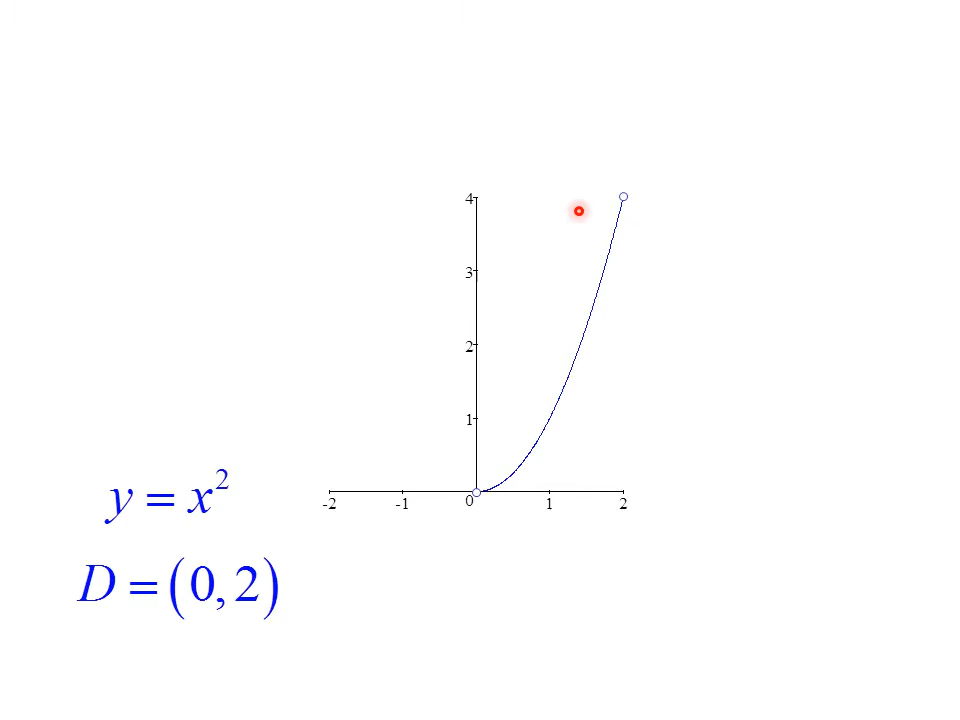 4
3
2
1
-2 -1 0 1 2
y = x²
D = (0, 2)